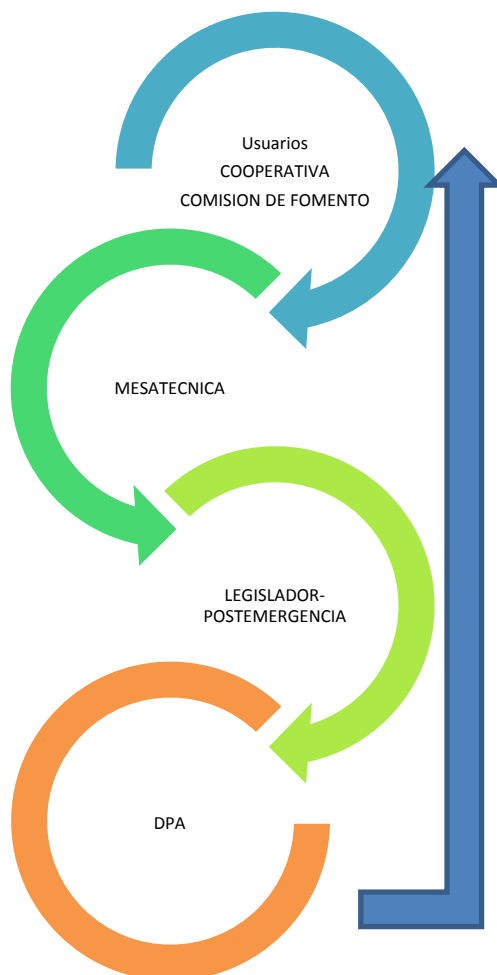 Usuarios
COOPERATIVA
COMISION DE FOMENTO
MESATECNICA
LEGISLADOR-
POSTEMERGENCIA
DPA